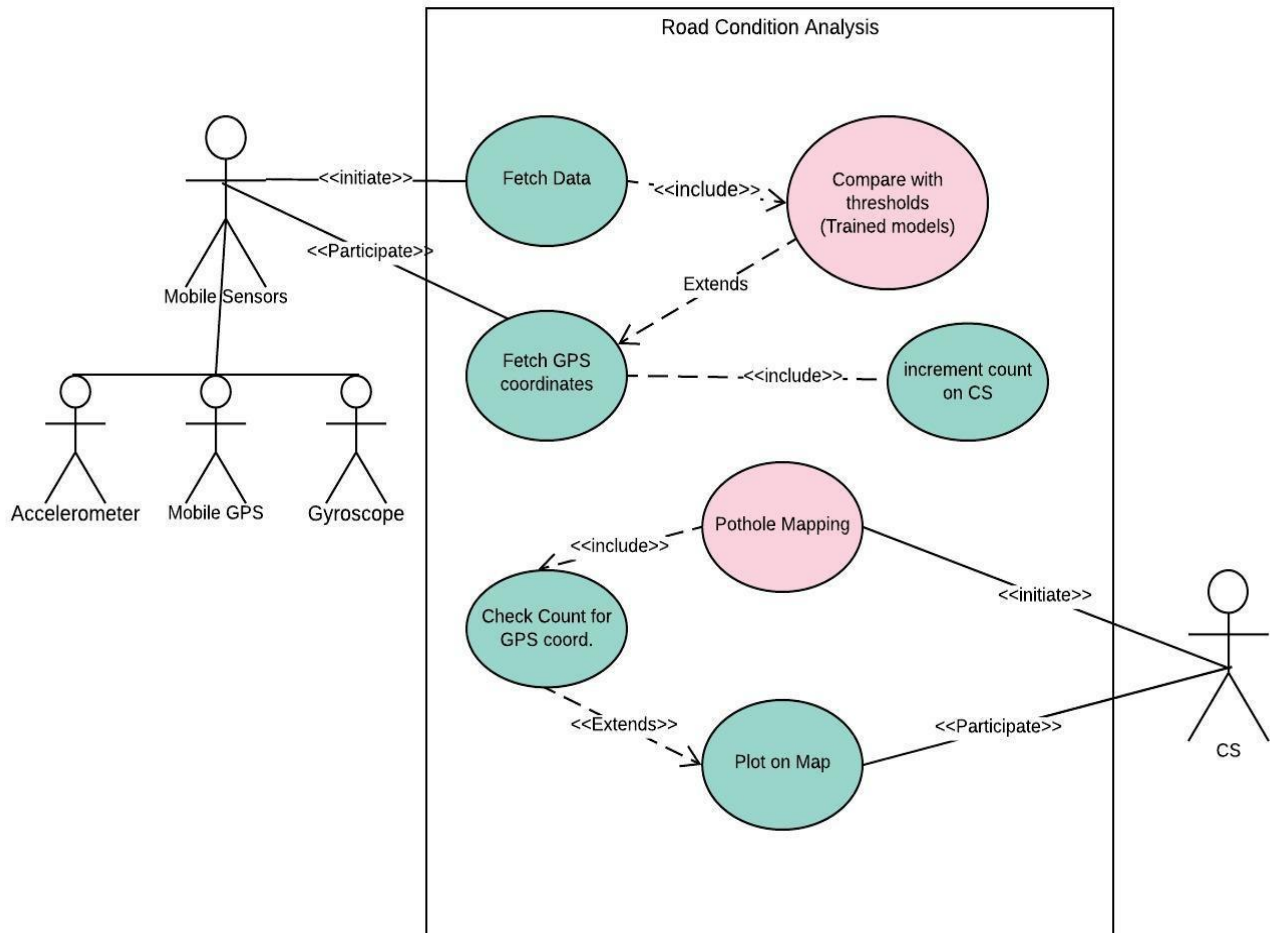 Road Condition Analysis
<<initiate>>
Fetch Data
<<include>>
Compare with
thresholds
(Trained models)
<<Participate>>
Mobile Sensors
Extends
Fetch GPS
coordinates
<<include>>
increment count
on CS
Accelerometer
Mobile GPS
Gyroscope
Pothole Mapping
<<include>>
<<initiate>>
Check Count for
GPS coord.
<<Extends>>
Plot on Map
<<Participate>>
CS